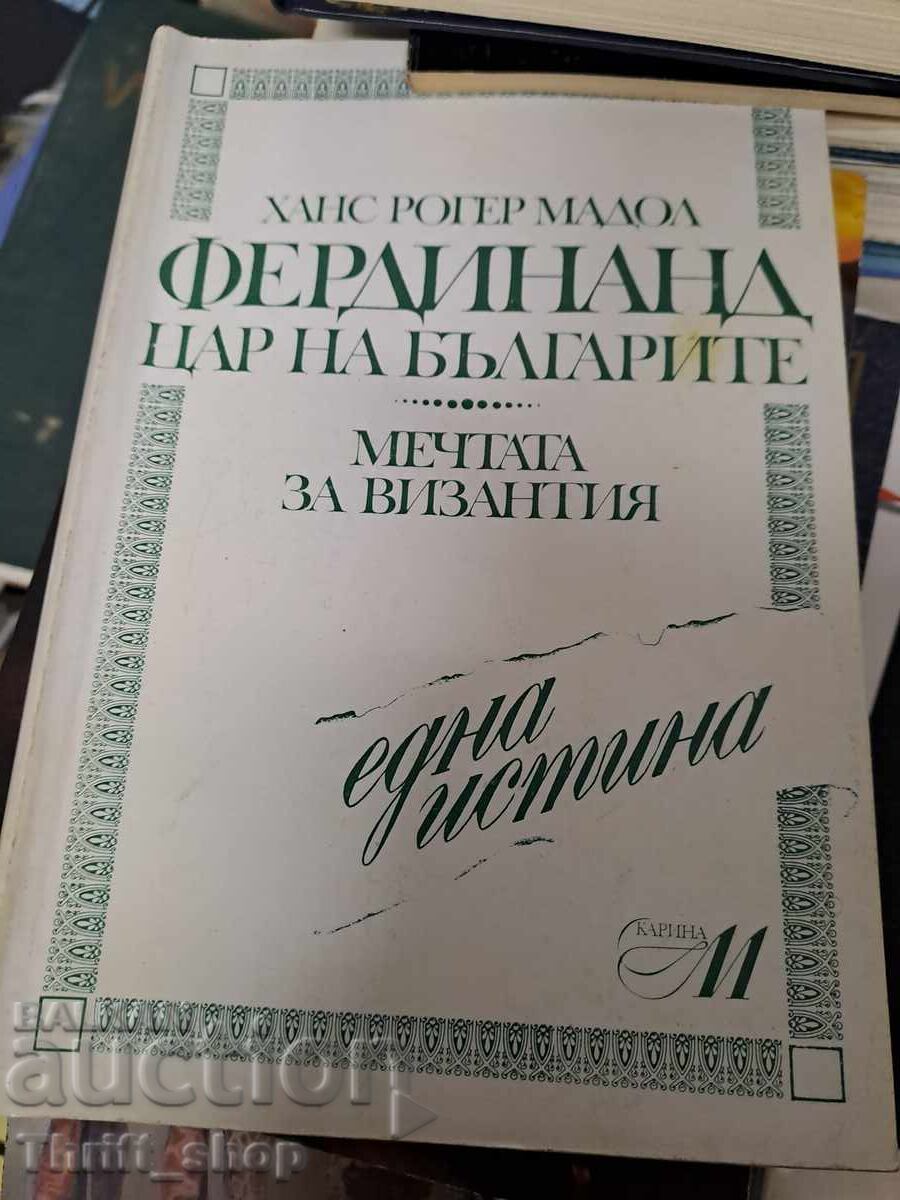 ХАНС РОГЕР МАДОЛ
ФЕРДИНАНД
ЦАР НА БЪЛГАРИТЕ
МЕЧТАТА
ЗА ВИЗАНТИЯ
една
истина
КАРИНА
М
auction
Thrift_shop